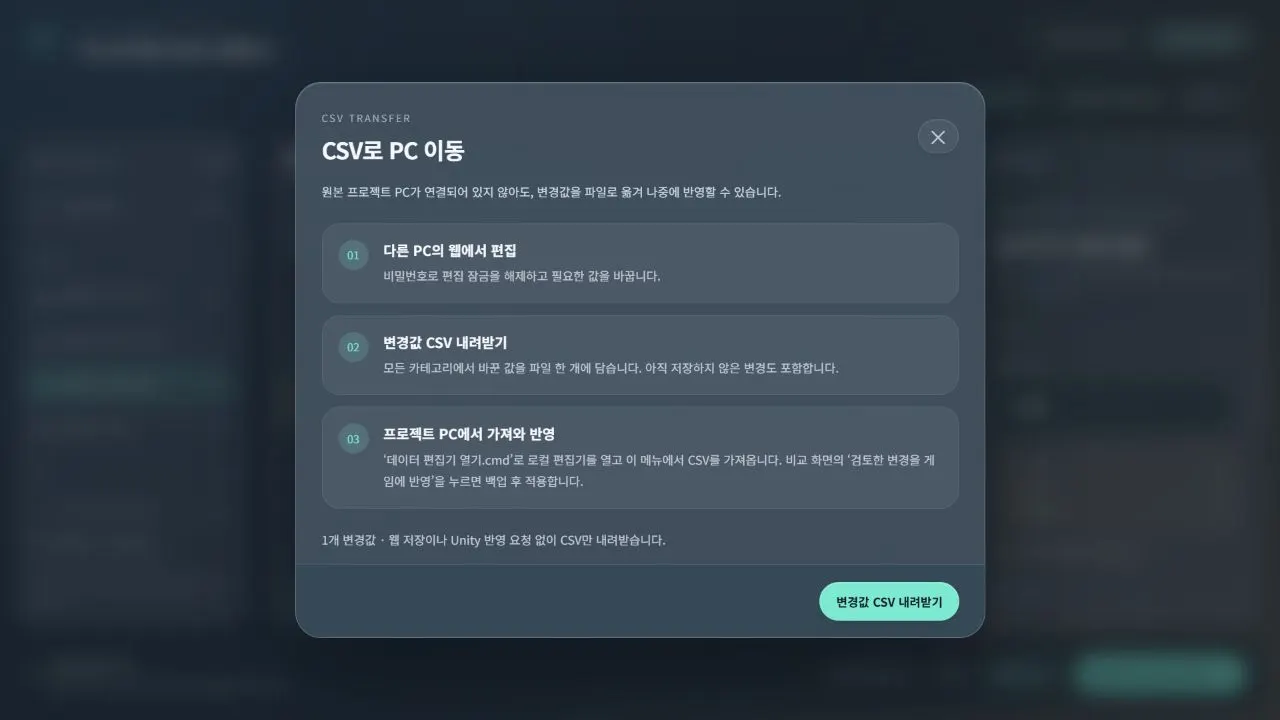 CSV TRANSFER
CSV로 PC 이동
원본 프로젝트 PC가 연결되어 있지 않아도, 변경값을 파일로 옮겨 나중에 반영할 수 있습니다.
01
다른 PC의 웹에서 편집
비밀번호로 편집 잠금을 해제하고 필요한 값을 바꿉니다.
02
변경값 CSV 내려받기
모든 카테고리에서 바꾼 값을 파일 한 개에 담습니다. 아직 저장하지 않은 변경도 포함합니다.
03
프로젝트 PC에서 가져와 반영
‘데이터 편집기 열기.cmd’로 로컬 편집기를 열고 이 메뉴에서 CSV를 가져옵니다. 비교 화면의 ‘검토한 변경을 게
임에 반영’을 누르면 백업 후 적용합니다.
1개 변경값 · 웹 저장이나 Unity 반영 요청 없이 CSV만 내려받습니다.
변경값 CSV 내려받기